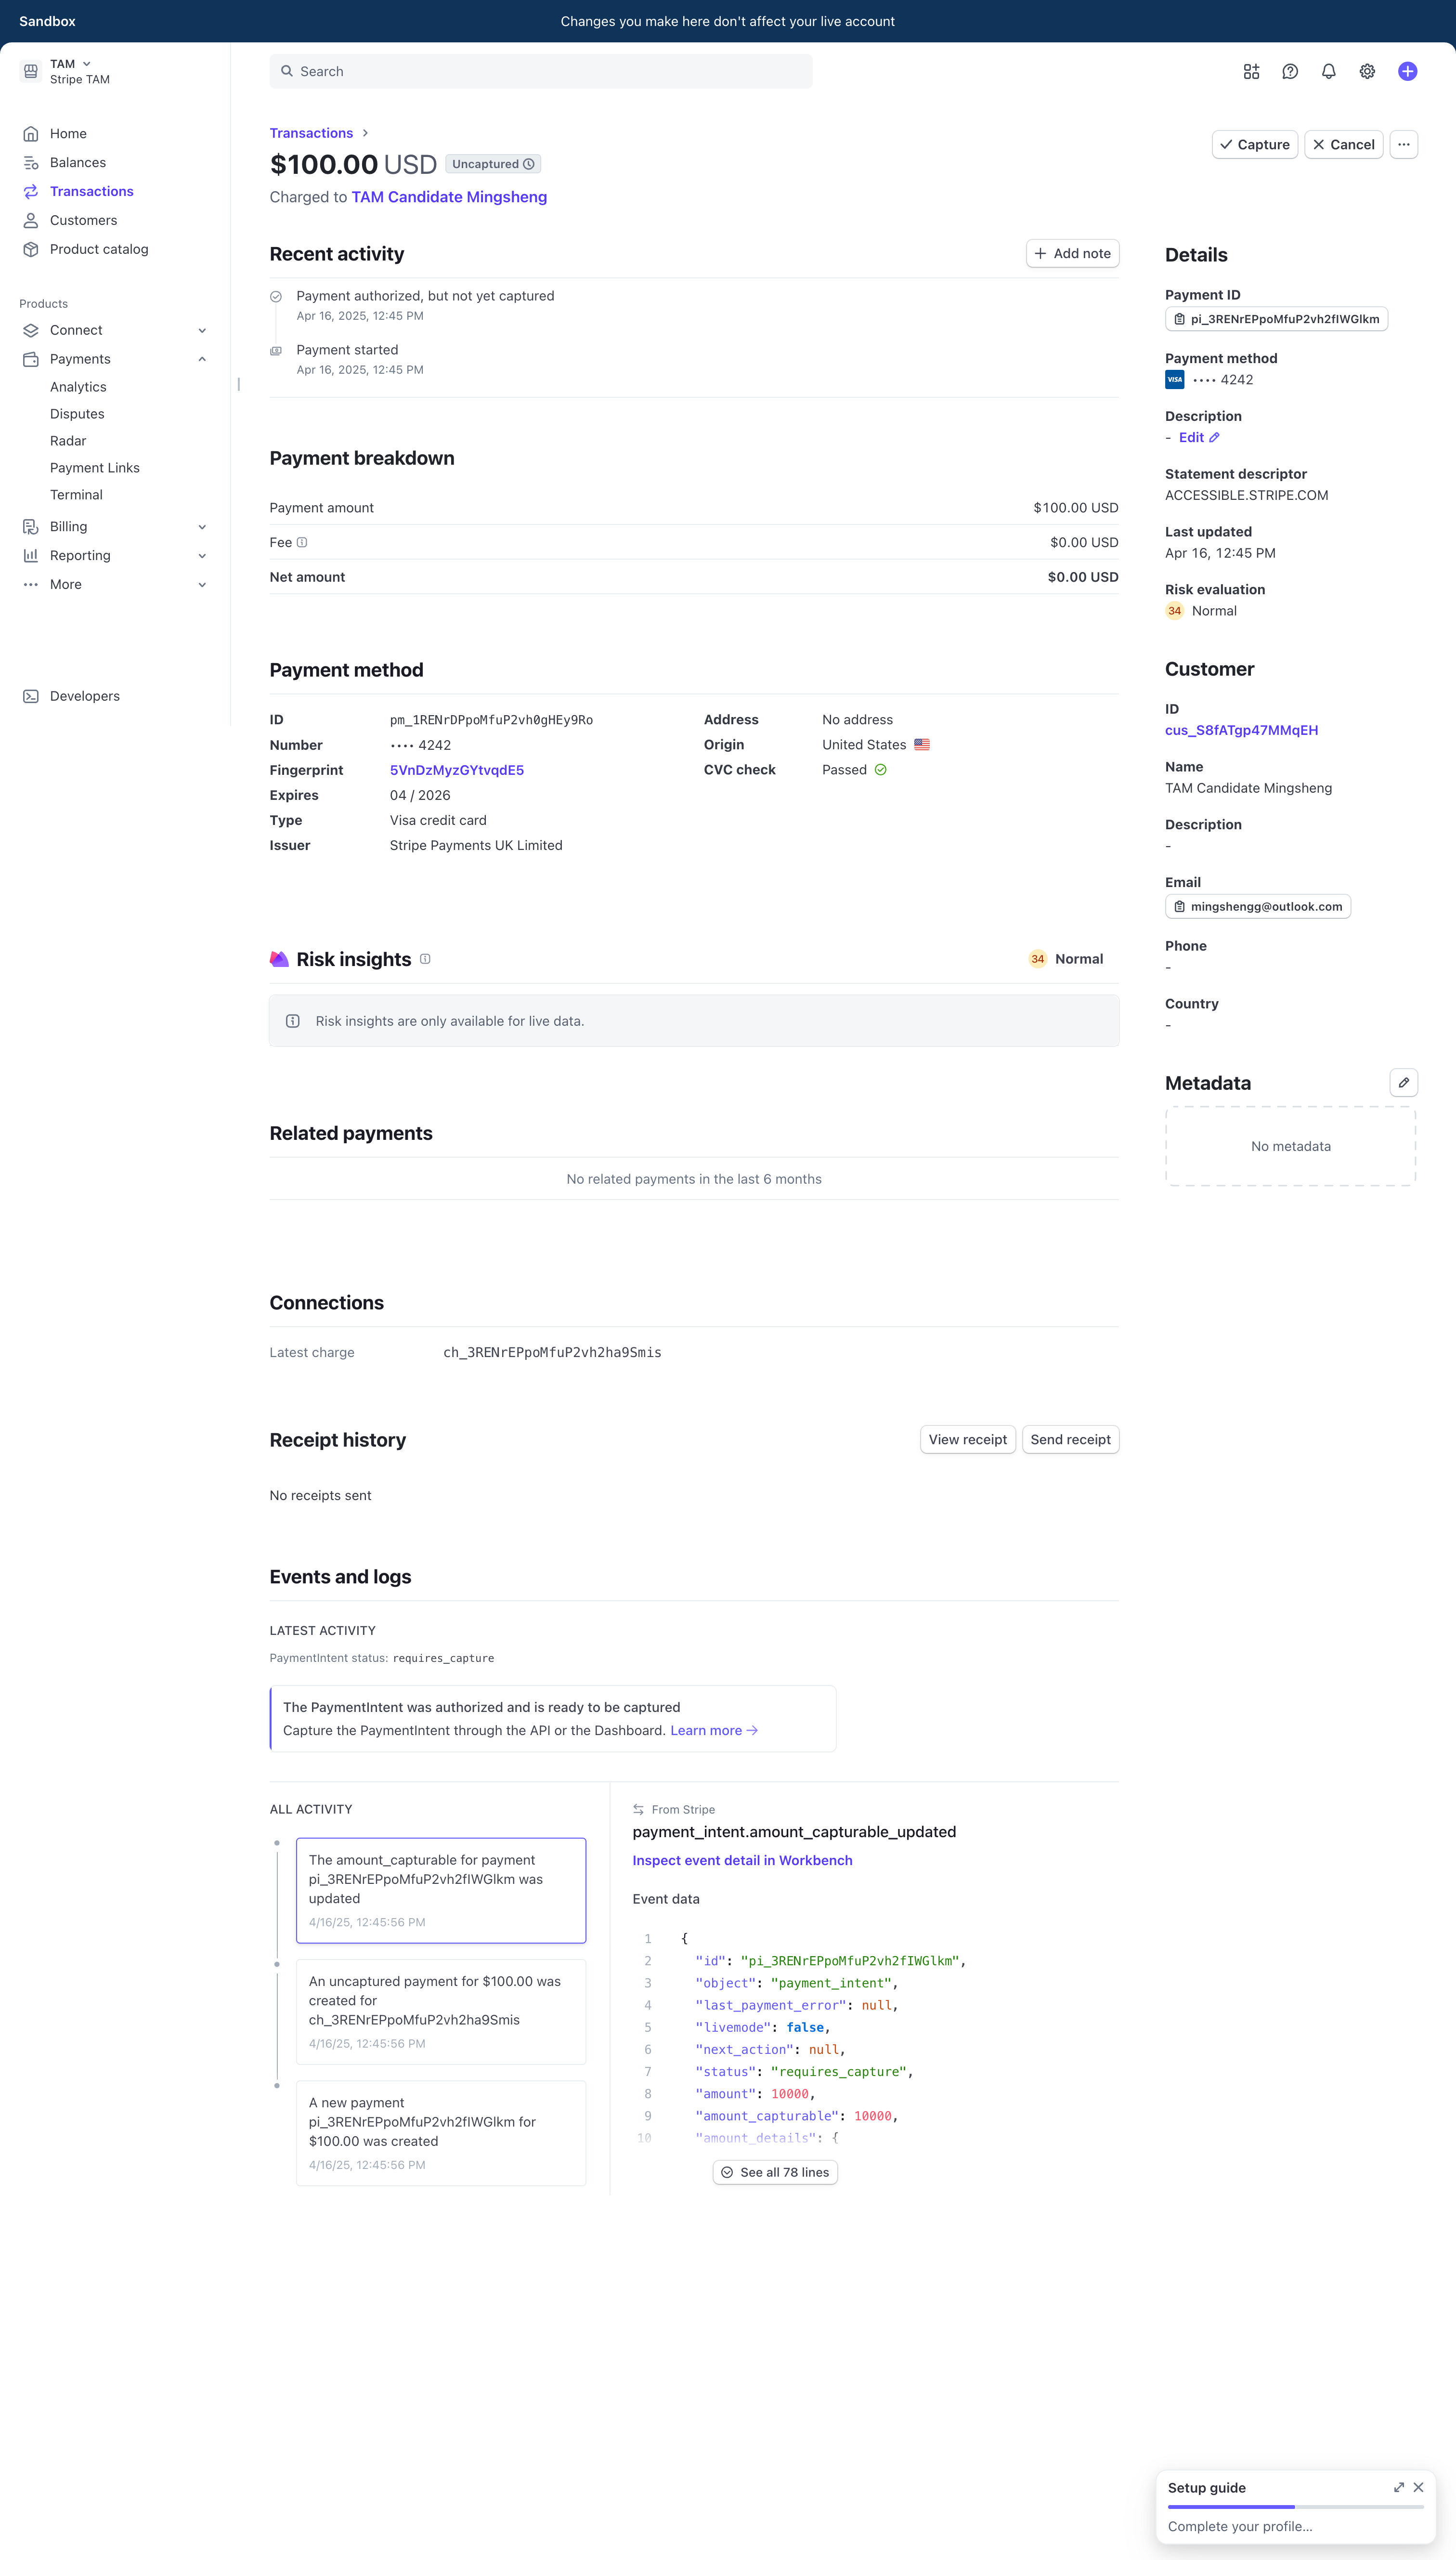 Sandbox
Changes you make here don't affect your live account
TAM
Stripe TAM
Search
Home
Balances
Transactions
Customers
Product catalog
Products
Connect
Payments
Analytics
Disputes
Radar
Payment Links
Terminal
Billing
Reporting
More
Developers
Transactions
$100.00 USD Uncaptured
Charged to TAM Candidate Mingsheng
Capture
Cancel
Recent activity
Add note
Payment authorized, but not yet captured
Apr 16, 2025, 12:45 PM
Payment started
Apr 16, 2025, 12:45 PM
Payment breakdown
Payment amount $100.00 USD
Fee $0.00 USD
Net amount $0.00 USD
Payment method
ID pm_1RENrDPpoMfuP2vh0gHEy9Ro
Number •••• 4242
Fingerprint 5VnDzMyzGYtvqdE5
Expires 04 / 2026
Type Visa credit card
Issuer Stripe Payments UK Limited
Address No address
Origin United States
CVC check Passed
Risk insights
34 Normal
Risk insights are only available for live data.
Related payments
No related payments in the last 6 months
Connections
Latest charge ch_3RENrEPpoMfuP2vh2ha9Smis
Receipt history
View receipt
Send receipt
No receipts sent
Events and logs
LATEST ACTIVITY
PaymentIntent status: requires_capture
The PaymentIntent was authorized and is ready to be captured
Capture the PaymentIntent through the API or the Dashboard. Learn more
ALL ACTIVITY
The amount_capturable for payment
pi_3RENrEPpoMfuP2vh2fIWGlkm was
updated
4/16/25, 12:45:56 PM
An uncaptured payment for $100.00 was
created for
ch_3RENrEPpoMfuP2vh2ha9Smis
4/16/25, 12:45:56 PM
A new payment
pi_3RENrEPpoMfuP2vh2fIWGlkm for
$100.00 was created
4/16/25, 12:45:56 PM
From Stripe
payment_intent.amount_capturable_updated
Inspect event detail in Workbench
Event data
1 {
2 "id": "pi_3RENrEPpoMfuP2vh2fIWGlkm",
3 "object": "payment_intent",
4 "last_payment_error": null,
5 "livemode": false,
6 "next_action": null,
7 "status": "requires_capture",
8 "amount": 10000,
9 "amount_capturable": 10000,
10 "amount_details": {
See all 78 lines
Details
Payment ID
pi_3RENrEPpoMfuP2vh2fIWGlkm
Payment method
VISA •••• 4242
Description
- Edit
Statement descriptor
ACCESSIBLE.STRIPE.COM
Last updated
Apr 16, 12:45 PM
Risk evaluation
34 Normal
Customer
ID
cus_S8fATgp47MMqEH
Name
TAM Candidate Mingsheng
Description
-
Email
mingshengg@outlook.com
Phone
-
Country
-
Metadata
No metadata
Setup guide
Complete your profile...